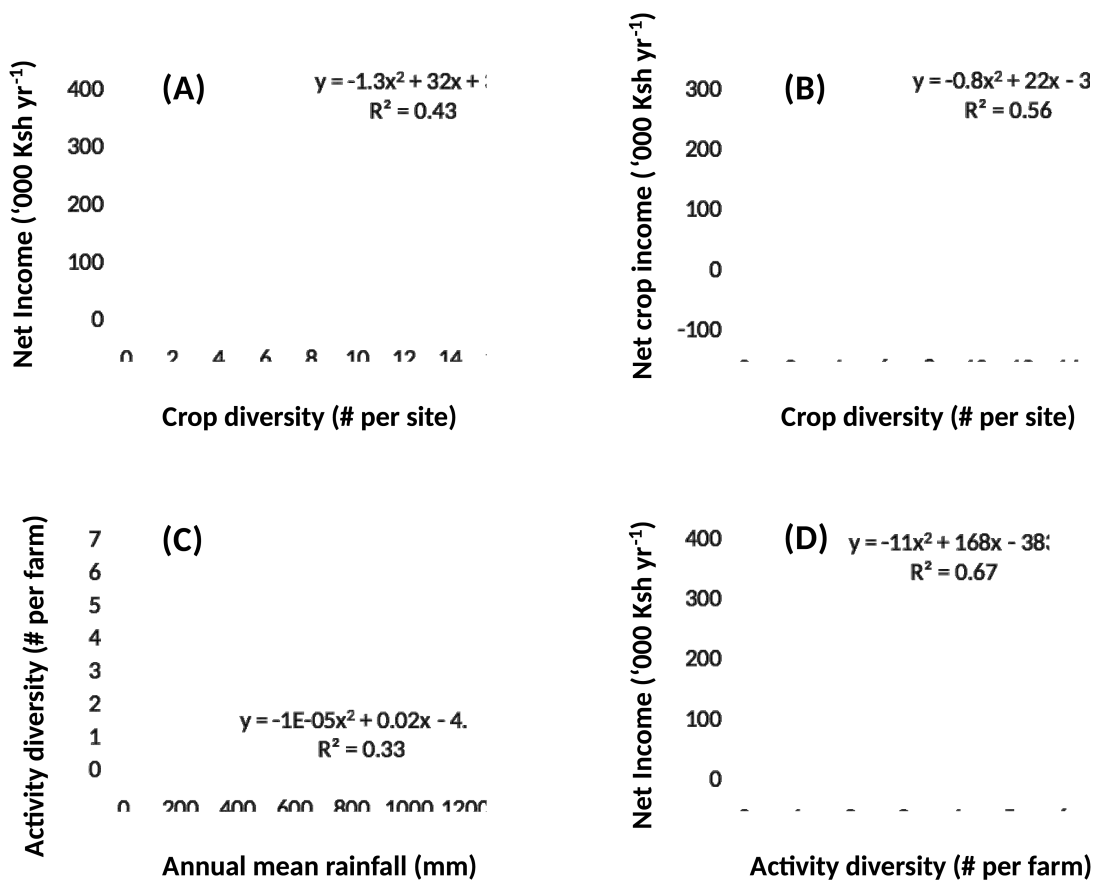 Net Income (‘000 Ksh yr-1)
(A)
y = -1.3x² + 32x +
R² = 0.43
400
300
200
100
0
0 2 4 6 8 10 12 14
Crop diversity (# per site)
Net crop income (‘000 Ksh yr-1)
(B)
y = -0.8x² + 22x - 3
R² = 0.56
300
200
100
0
-100
Crop diversity (# per site)
Activity diversity (# per farm)
(C)
7
6
5
4
3
2
1
0
y = -1E-05x² + 0.02x - 4.
R² = 0.33
0 200 400 600 800 1000 1200
Annual mean rainfall (mm)
Net Income (‘000 Ksh yr-1)
(D)
y = -11x² + 168x - 38
R² = 0.67
400
300
200
100
0
Activity diversity (# per farm)